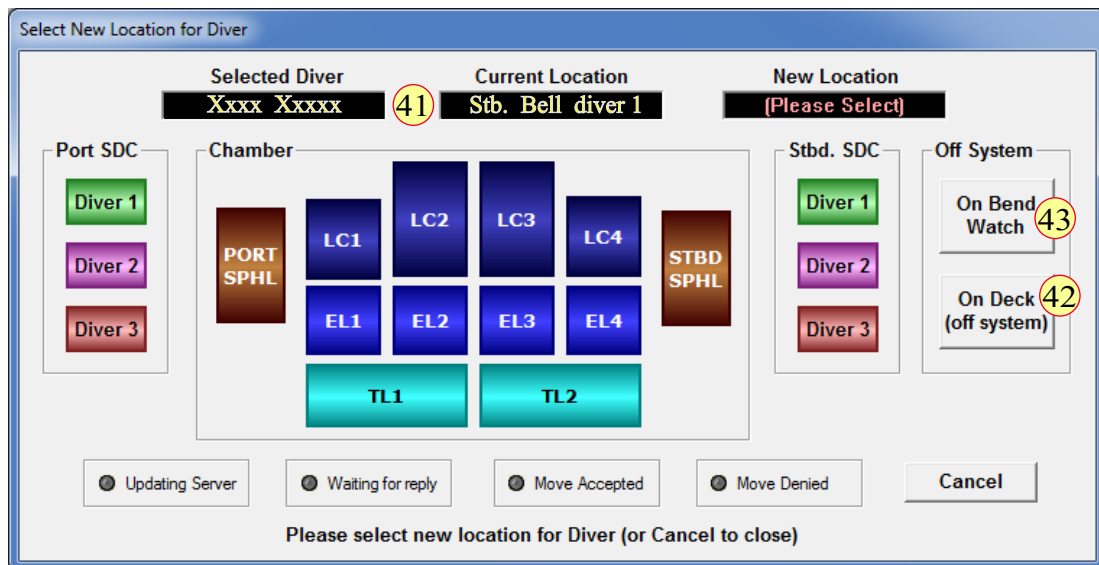 Select New Location for Diver
Selected Diver
Current Location
New Location
Xxxx Xxxxx
41
Stb. Bell diver 1
(Please Select)
Port SDC
Diver 1
Diver 2
Diver 3
Chamber
PORT
SPHL
LC1
LC2
LC3
LC4
EL1
EL2
EL3
EL4
TL1
TL2
STBD
SPHL
Stbd. SDC
Diver 1
Diver 2
Diver 3
Off System
On Bend
Watch
43
On Deck
(off system)
42
Updating Server
Waiting for reply
Move Accepted
Move Denied
Cancel
Please select new location for Diver (or Cancel to close)